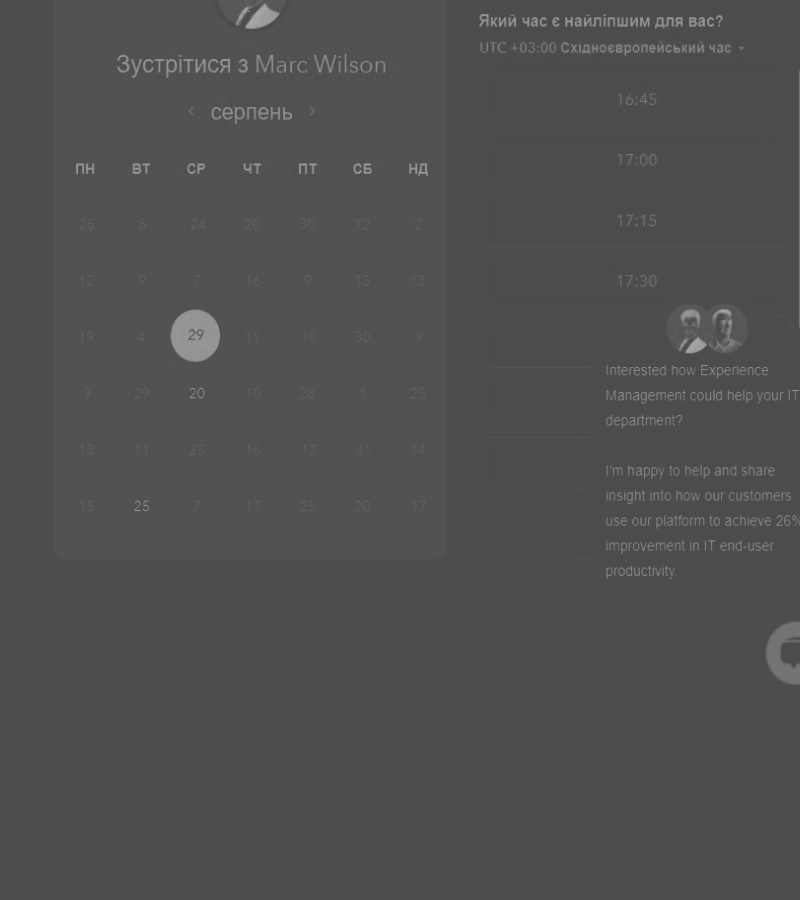 Зустрітися з Marc Wilson
серпень
ПН ВТ СР ЧТ ПТ СБ НД
26 8 24 20 30 12 2
12 9 7 16 9 13 13
19 4 29 11 10 30 9
9 29 20 10 28 1 25
13 11 25 16 17 31 14
15 25 7 17 25 20 17
Який час є найліпшим для вас?
UTC +03:00 Східноєвропейський час
16:45
17:00
17:15
17:30
Interested how Experience
Management could help your IT
department?
I'm happy to help and share
insight into how our customers
use our platform to achieve 26%
improvement in IT end-user
productivity.